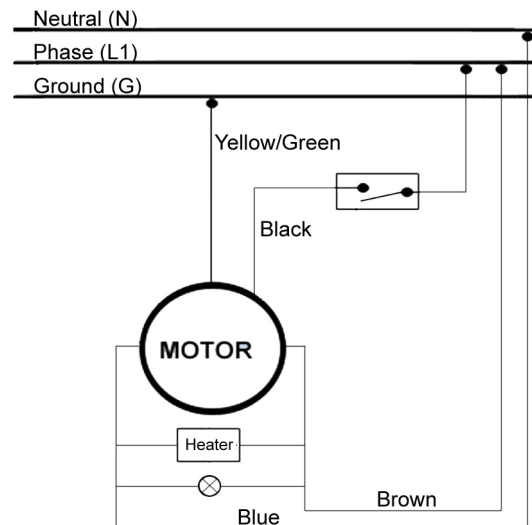 Neutral (N)
Phase (L1)
Ground (G)
Yellow/Green
Black
MOTOR
Heater
Brown
Blue